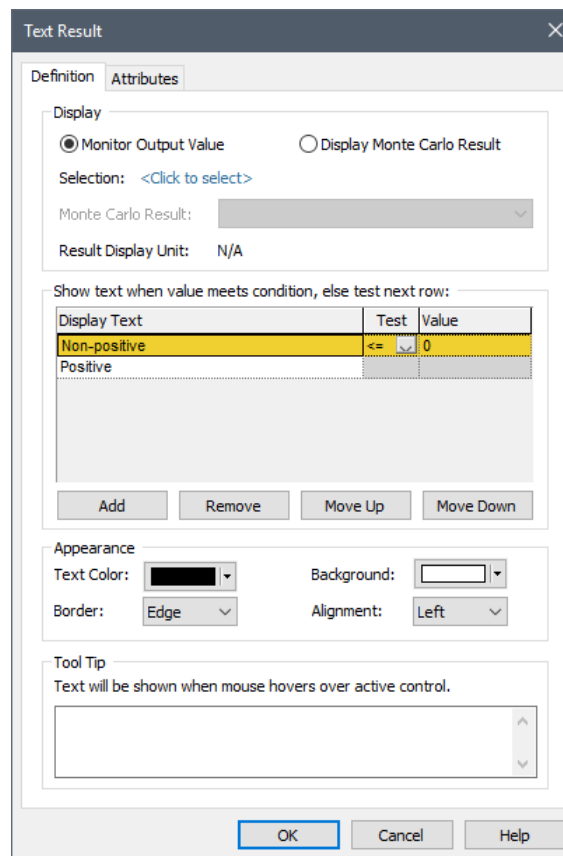 Text Result
Definition Attributes
Display
Monitor Output Value Display Monte Carlo Result
Selection: <Click to select>
Monte Carlo Result:
Result Display Unit: N/A
Show text when value meets condition, else test next row:
Display Text Test Value
Non-positive <= 0
Positive
Add Remove Move Up Move Down
Appearance
Text Color: Background:
Border: Edge Alignment: Left
Tool Tip
Text will be shown when mouse hovers over active control.
OK Cancel Help